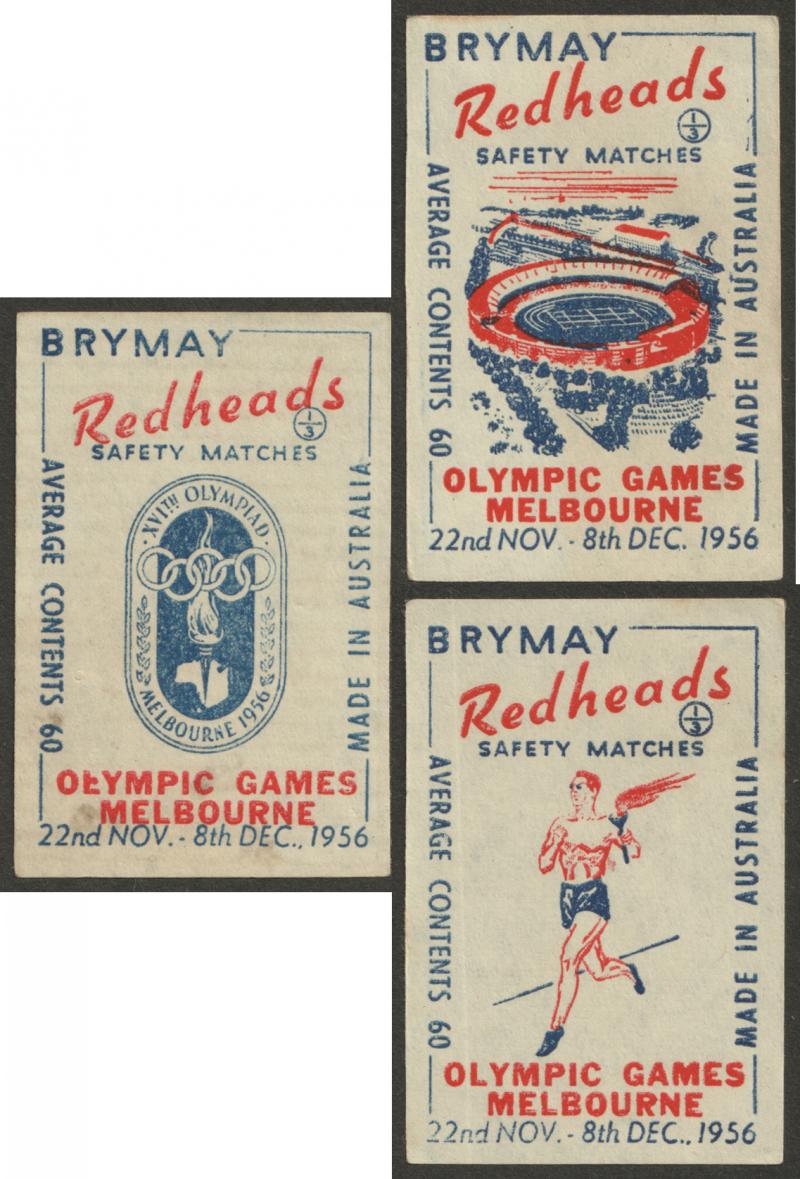 BRYMAY
Redheads
1/3
SAFETY MATCHES
AVERAGE CONTENTS 60
MADE IN AUSTRALIA
OLYMPIC GAMES
MELBOURNE
22nd NOV. - 8th DEC. 1956
BRYMAY
Redheads
1/3
SAFETY MATCHES
AVERAGE CONTENTS 60
XVITH OLYMPIAD
MELBOURNE 1956
MADE IN AUSTRALIA
OLYMPIC GAMES
MELBOURNE
22nd NOV. - 8th DEC., 1956
BRYMAY
Redheads
1/3
SAFETY MATCHES
AVERAGE CONTENTS 60
MADE IN AUSTRALIA
OLYMPIC GAMES
MELBOURNE
22nd NOV. - 8th DEC., 1956